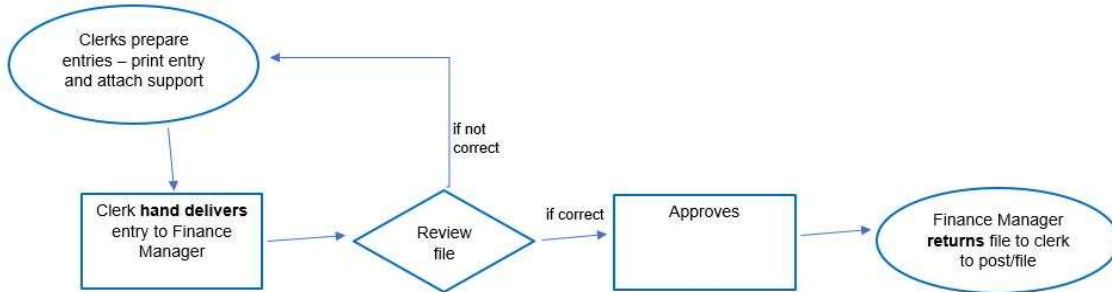 Clerks prepare
entries – print entry
and attach support
if not
correct
Clerk hand delivers
entry to Finance
Manager
Review
file
if correct
Approves
Finance Manager
returns file to clerk
to post/file